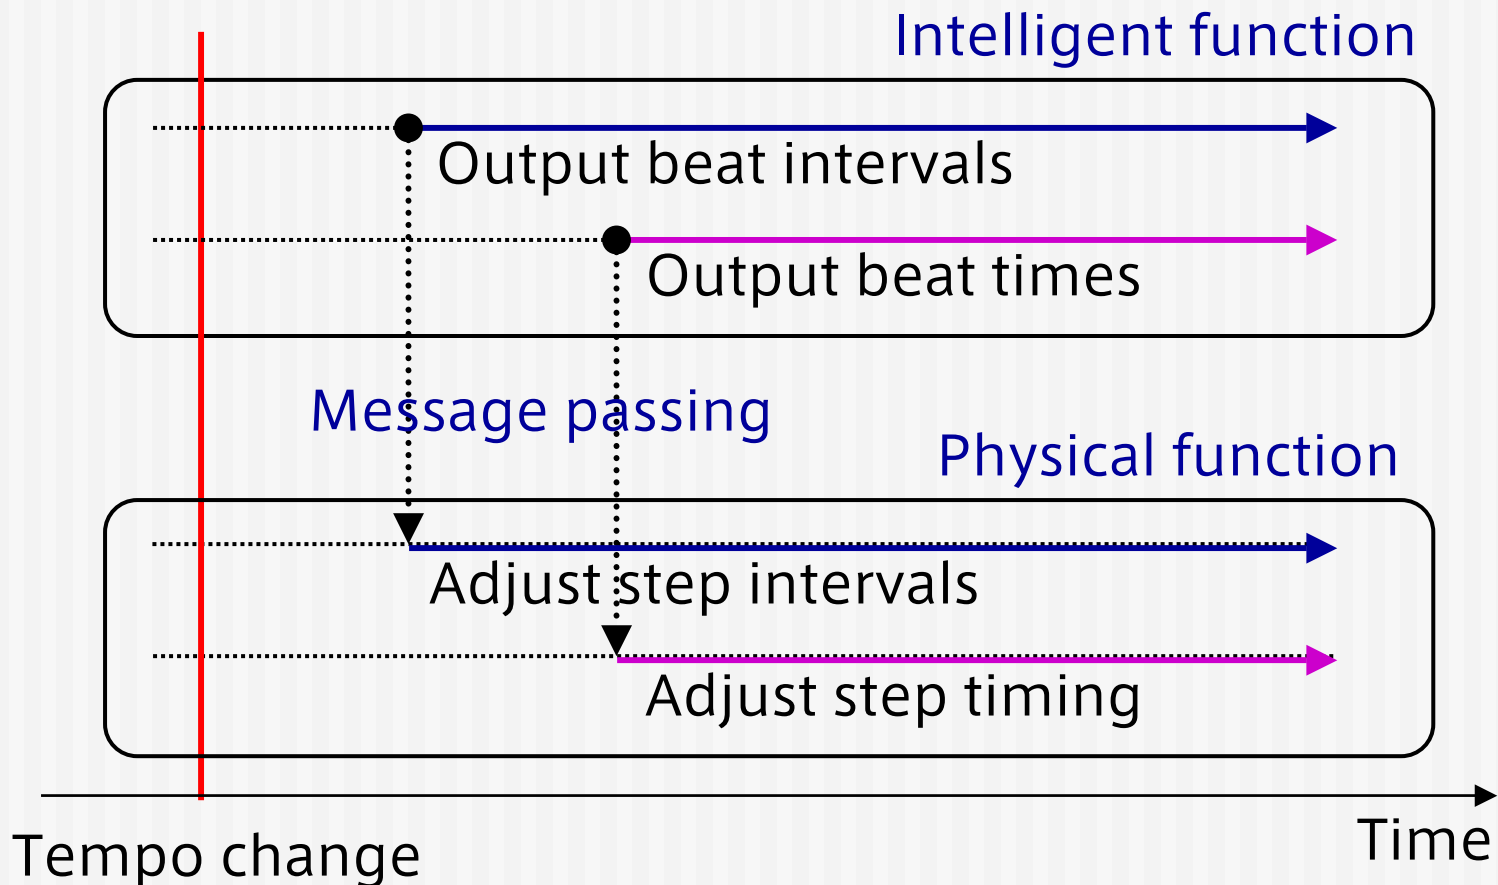 Intelligent function
Output beat intervals
Output beat times
Message passing
Physical function
Adjust step intervals
Adjust step timing
Time
Tempo change